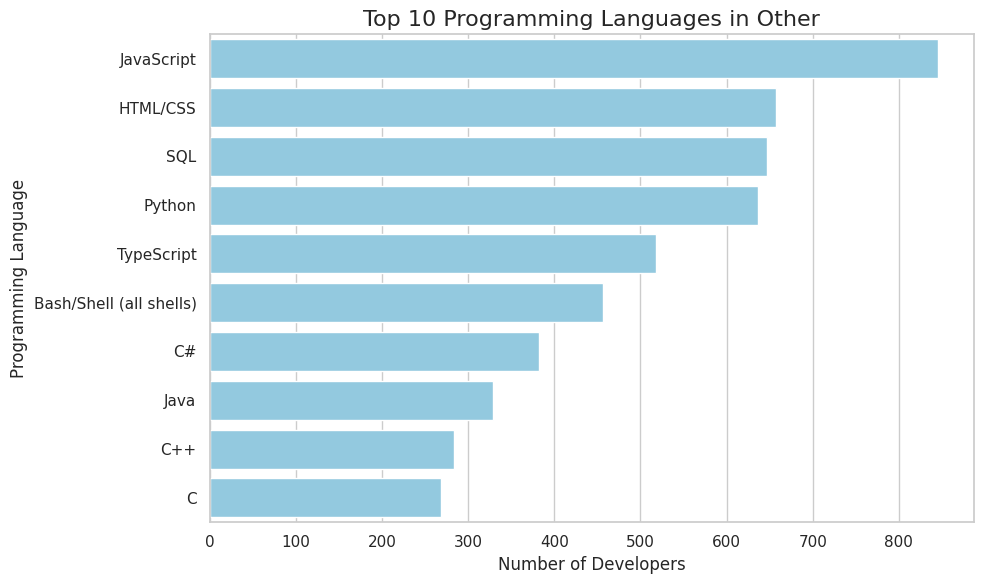 Top 10 Programming Languages in Other
Programming Language
JavaScript
HTML/CSS
SQL
Python
TypeScript
Bash/Shell (all shells)
C#
Java
C++
C
0 100 200 300 400 500 600 700 800
Number of Developers